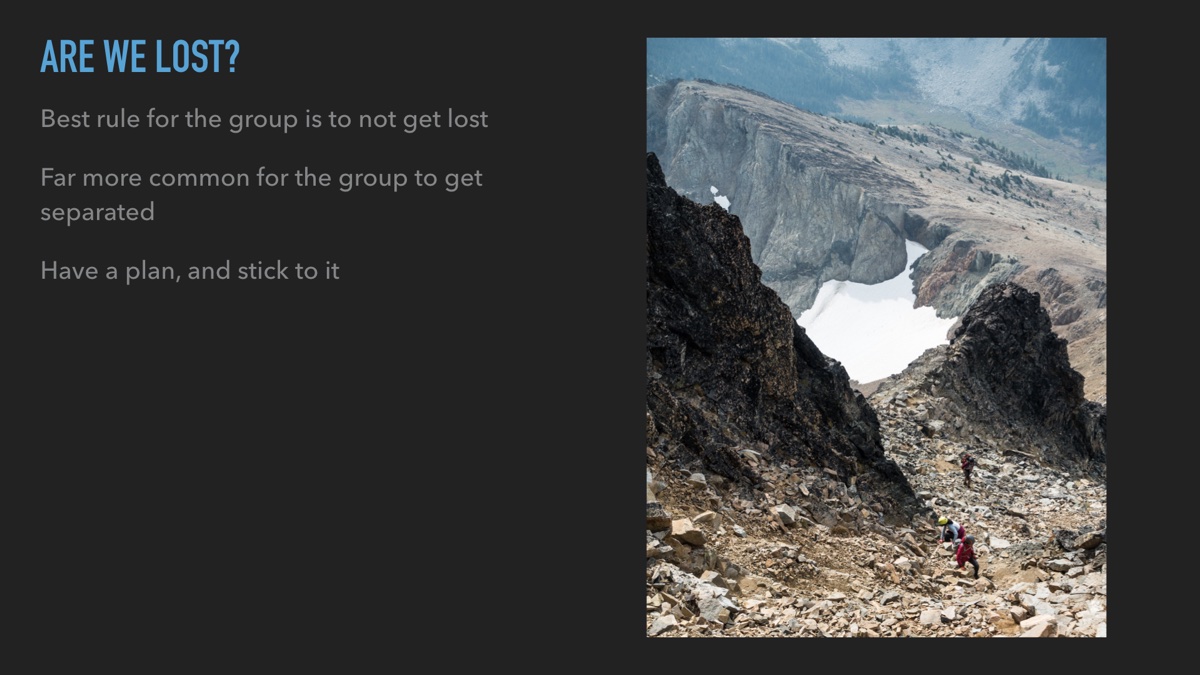 ARE WE LOST?
Best rule for the group is to not get lost
Far more common for the group to get
separated
Have a plan, and stick to it